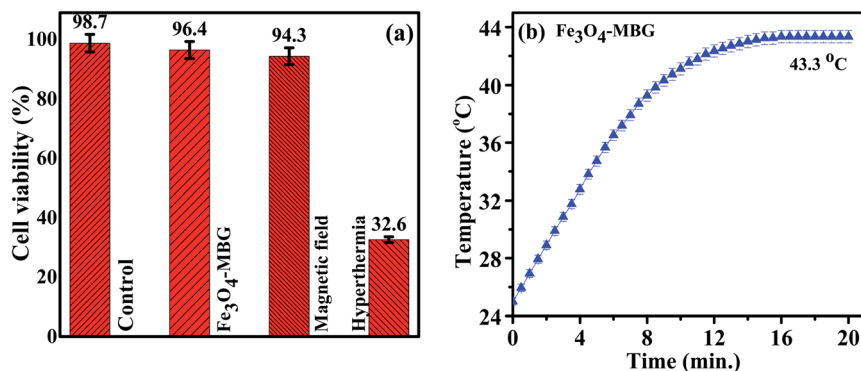 (a)
98.7
96.4
94.3
32.6
Cell viability (%)
100
80
60
40
20
0
Control
Fe3O4-MBG
Magnetic field
Hyperthermia
(b) Fe3O4-MBG
43.3 °C
Temperature (°C)
44
40
36
32
28
24
0 4 8 12 16 20
Time (min.)